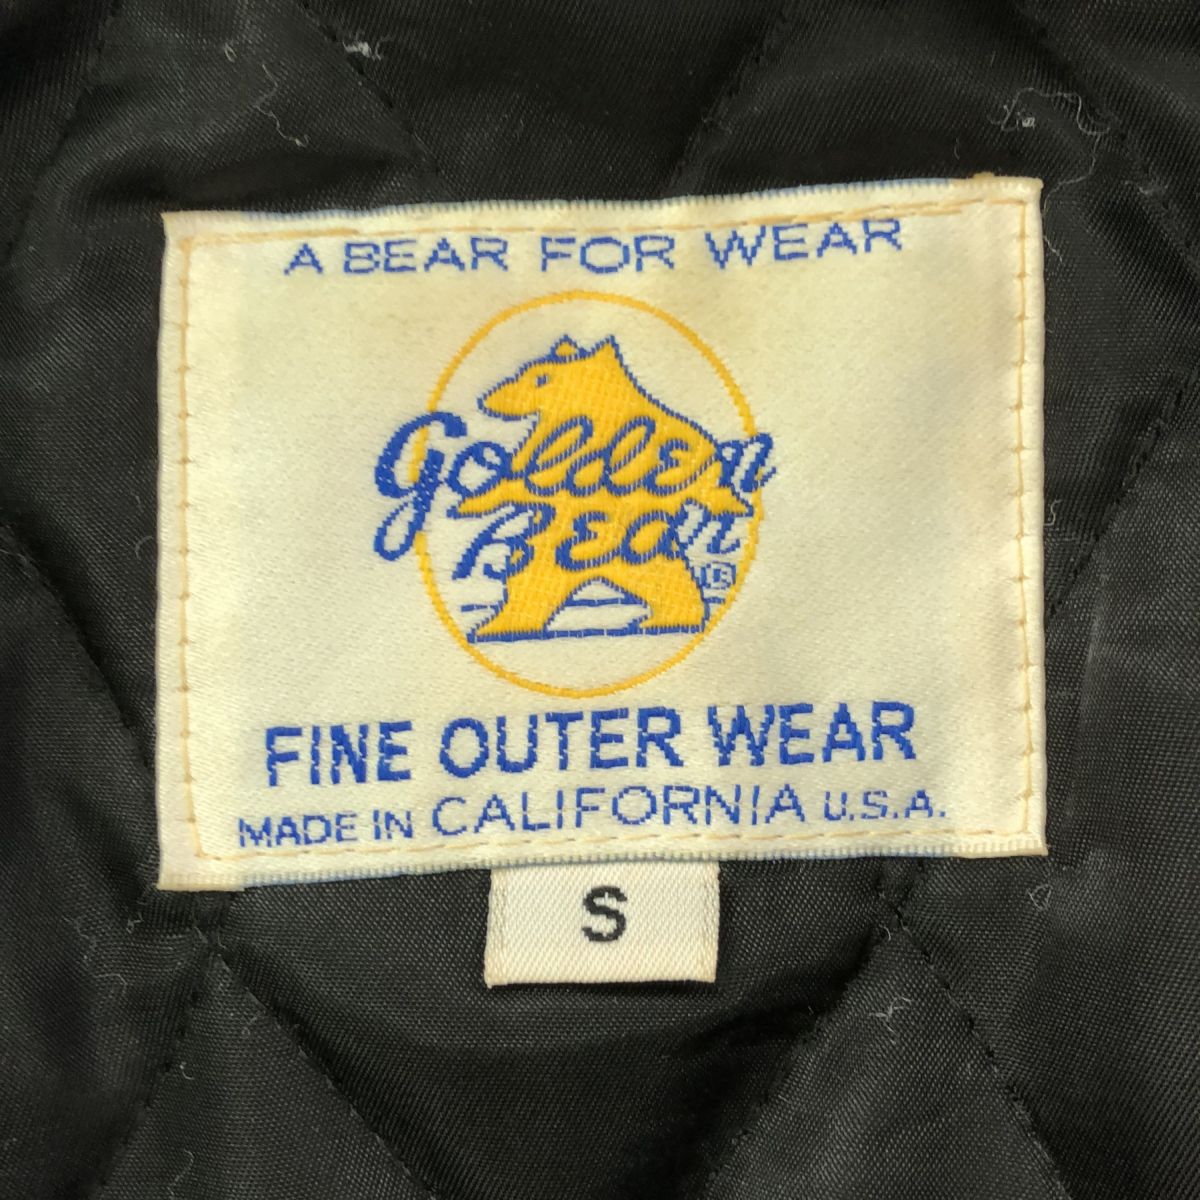 A BEAR FOR WEAR
Golden
Bear
®
FINE OUTER WEAR
MADE IN CALIFORNIA U.S.A.
S